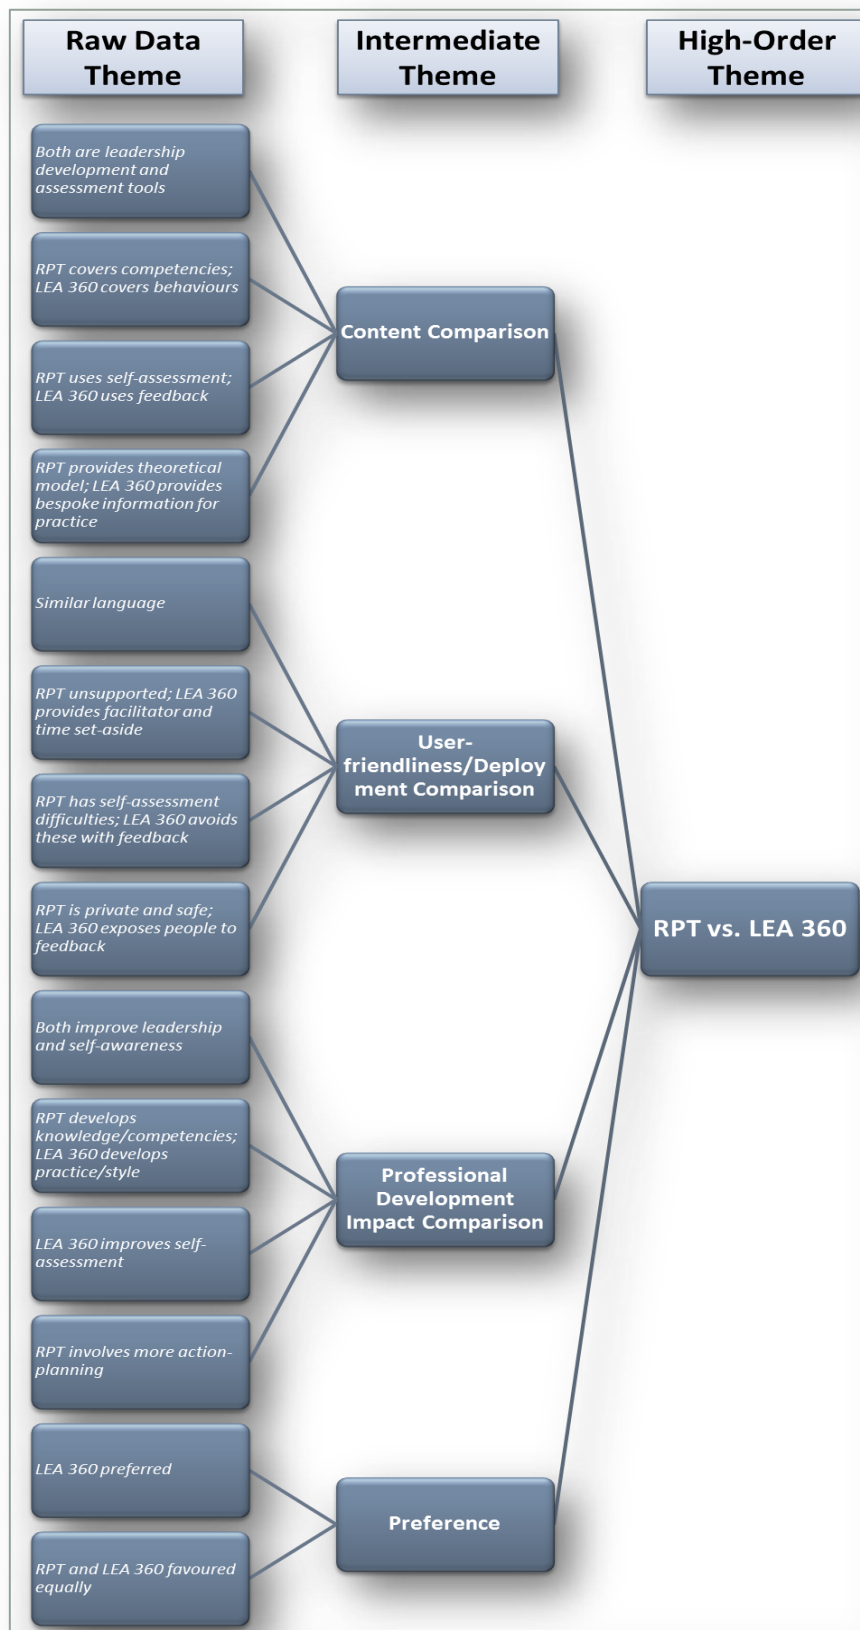 Raw Data
Theme
Intermediate
Theme
High-Order
Theme
Both are leadership
development and
assessment tools
RPT covers competencies;
LEA 360 covers behaviours
Content Comparison
RPT uses self-assessment;
LEA 360 uses feedback
RPT provides theoretical
model; LEA 360 provides
bespoke information for
practice
Similar language
RPT unsupported; LEA 360
provides facilitator and
time set-aside
User-
friendliness/Deploy
ment Comparison
RPT has self-assessment
difficulties; LEA 360 avoids
these with feedback
RPT is private and safe;
LEA 360 exposes people to
feedback
RPT vs. LEA 360
Both improve leadership
and self-awareness
RPT develops
knowledge/competencies;
LEA 360 develops
practice/style
Professional
Development
Impact Comparison
LEA 360 improves self-
assessment
RPT involves more action-
planning
LEA 360 preferred
Preference
RPT and LEA 360 favoured
equally